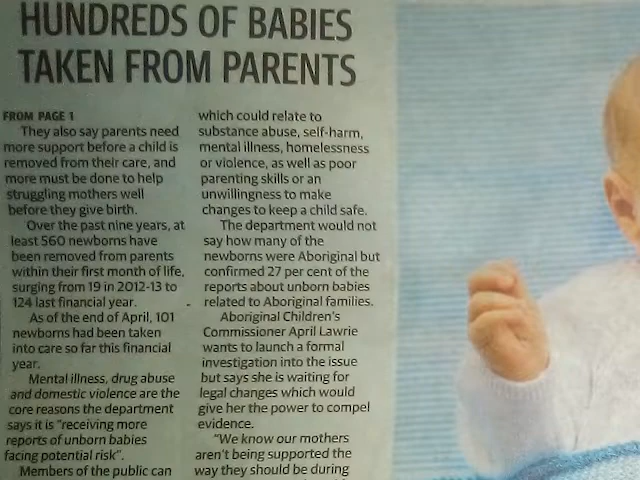 HUNDREDS OF BABIES
TAKEN FROM PARENTS
FROM PAGE 1
They also say parents need
more support before a child is
removed from their care, and
more must be done to help
struggling mothers well
before they give birth.
Over the past nine years, at
least 560 newborns have
been removed from parents
within their first month of life,
surging from 19 in 2012-13 to
124 last financial year.
As of the end of April, 101
newborns had been taken
into care so far this financial
year.
Mental illness, drug abuse
and domestic violence are the
core reasons the department
says it is "receiving more
reports of unborn babies
facing potential risk".
Members of the public can
which could relate to
substance abuse, self-harm,
mental illness, homelessness
or violence, as well as poor
parenting skills or an
unwillingness to make
changes to keep a child safe.
The department would not
say how many of the
newborns were Aboriginal but
confirmed 27 per cent of the
reports about unborn babies
related to Aboriginal families.
Aboriginal Children's
Commissioner April Lawrie
wants to launch a formal
investigation into the issue
but says she is waiting for
legal changes which would
give her the power to compel
evidence.
"We know our mothers
aren't being supported the
way they should be during